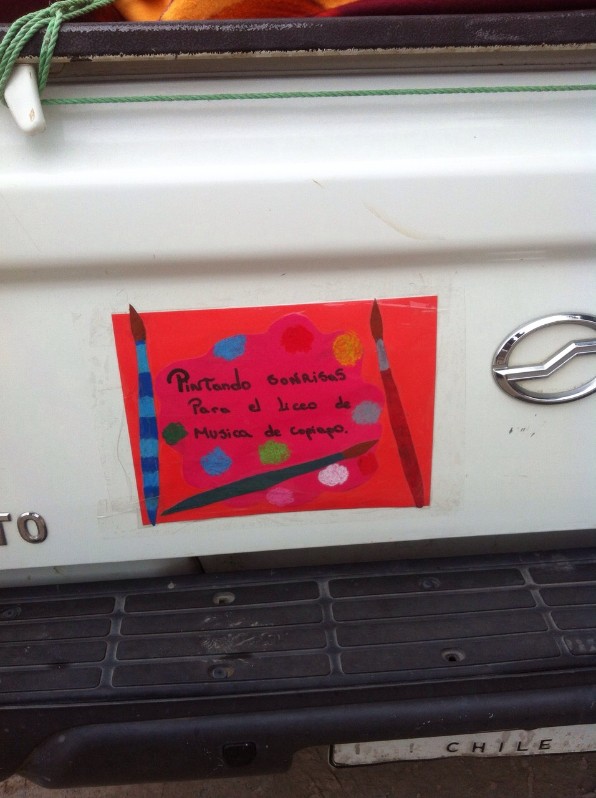 Pintando sonrisas
Para el Liceo de
Musica de Copiapo.
TO
CHILE